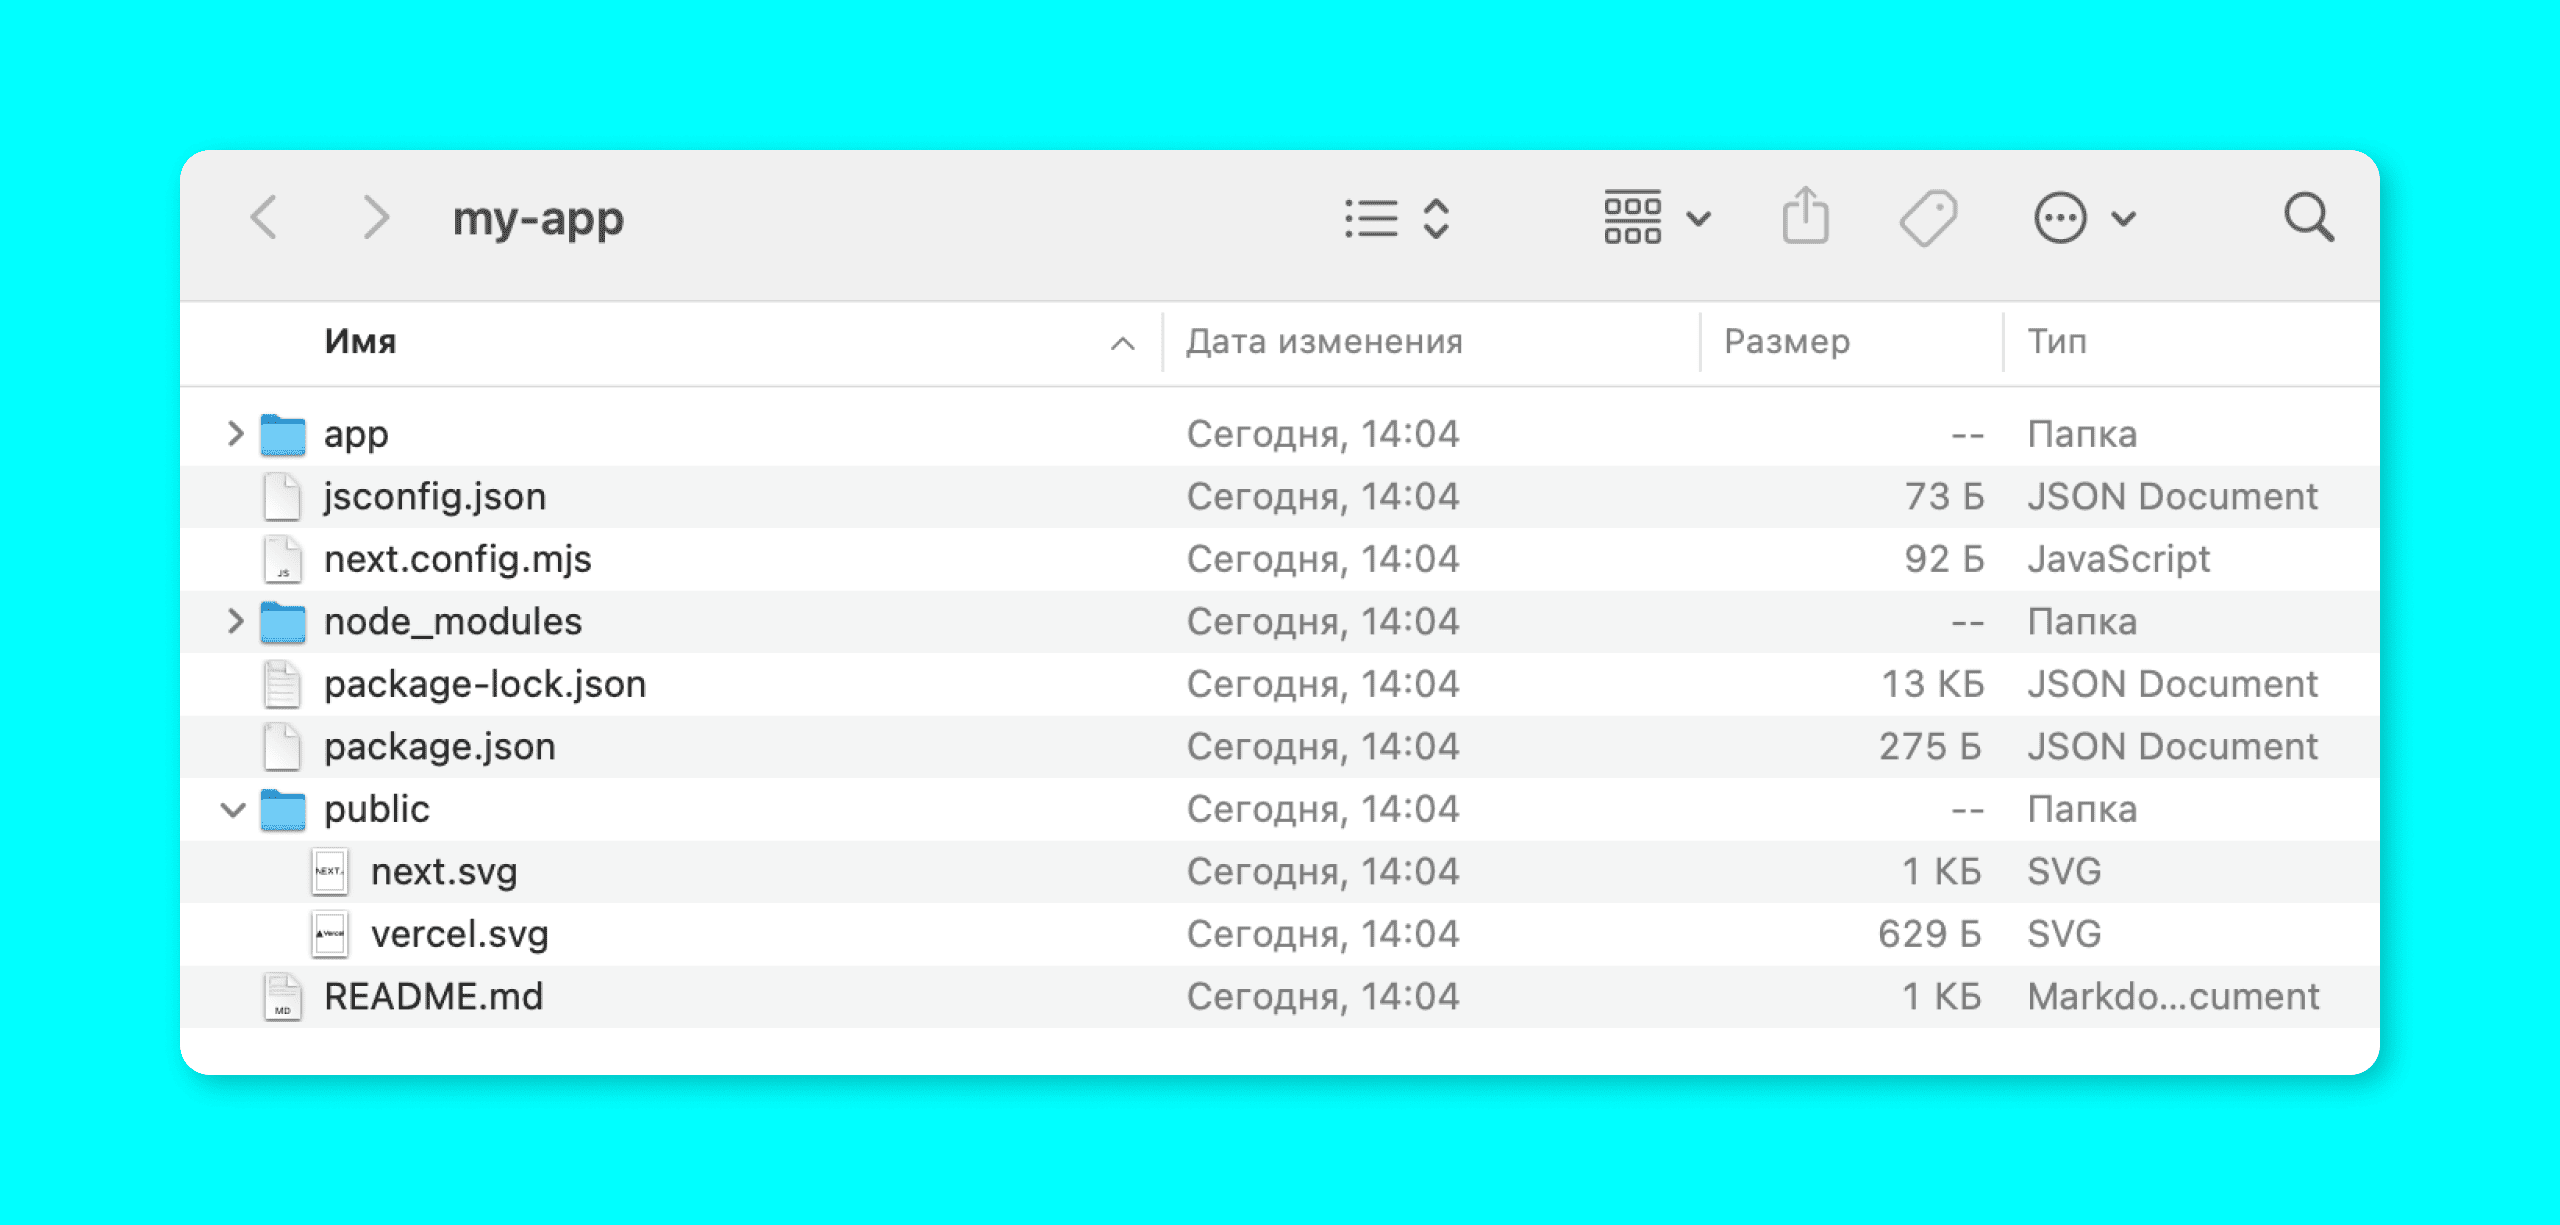 my-app
Имя Дата изменения Размер Тип
app Сегодня, 14:04 -- Папка
jsconfig.json Сегодня, 14:04 73 Б JSON Document
next.config.mjs Сегодня, 14:04 92 Б JavaScript
JS
node_modules Сегодня, 14:04 -- Папка
package-lock.json Сегодня, 14:04 13 КБ JSON Document
package.json Сегодня, 14:04 275 Б JSON Document
public Сегодня, 14:04 -- Папка
NEXT. next.svg Сегодня, 14:04 1 КБ SVG
Vercel vercel.svg Сегодня, 14:04 629 Б SVG
README.md Сегодня, 14:04 1 КБ Markdo...cument
MD